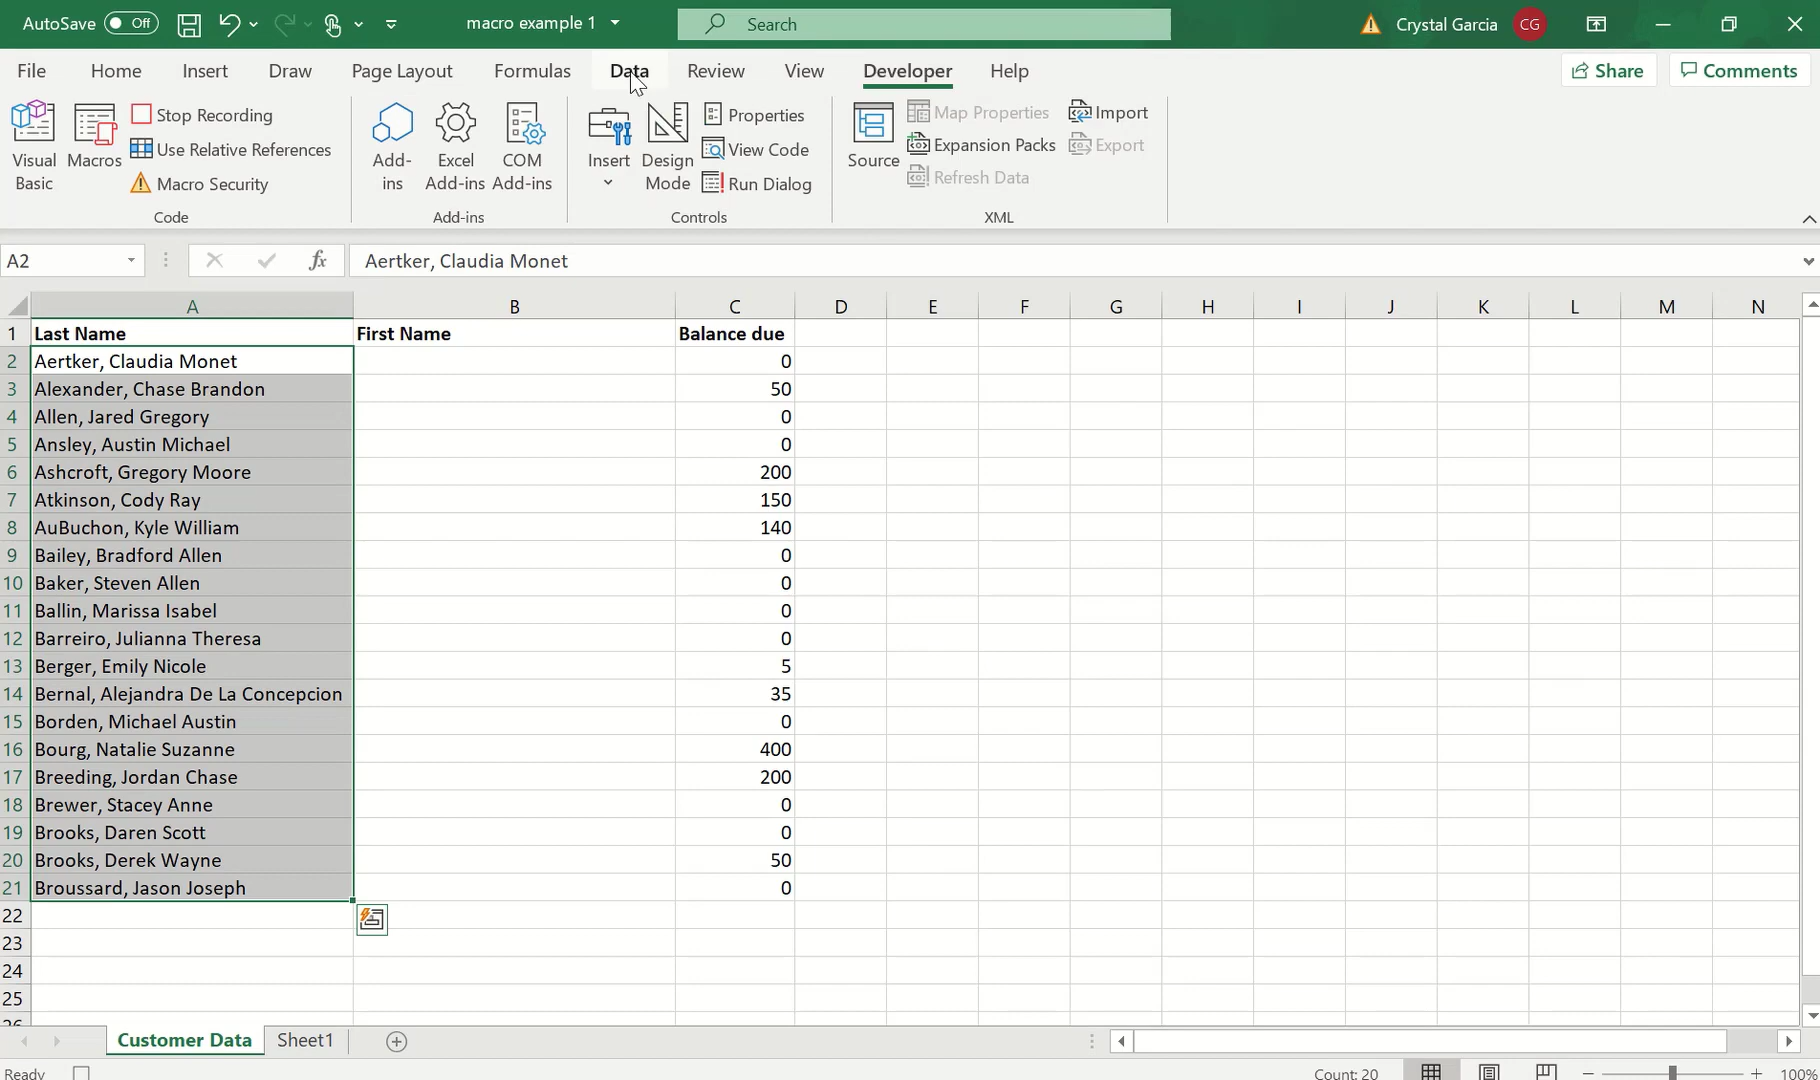 AutoSave Off macro example 1 Search Crystal Garcia CG
File Home Insert Draw Page Layout Formulas Data Review View Developer Help Share Comments
Visual Basic
Macros
Stop Recording
Use Relative References
Macro Security
Code
Add-ins
Excel Add-ins
COM Add-ins
Add-ins
Insert
Design Mode
Properties
View Code
Run Dialog
Controls
Source
Map Properties
Expansion Packs
Refresh Data
Import
Export
XML
A2 fx Aertker, Claudia Monet
A B C D E F G H I J K L M N
1 Last Name First Name Balance due
2 Aertker, Claudia Monet 0
3 Alexander, Chase Brandon 50
4 Allen, Jared Gregory 0
5 Ansley, Austin Michael 0
6 Ashcroft, Gregory Moore 200
7 Atkinson, Cody Ray 150
8 AuBuchon, Kyle William 140
9 Bailey, Bradford Allen 0
10 Baker, Steven Allen 0
11 Ballin, Marissa Isabel 0
12 Barreiro, Julianna Theresa 0
13 Berger, Emily Nicole 5
14 Bernal, Alejandra De La Concepcion 35
15 Borden, Michael Austin 0
16 Bourg, Natalie Suzanne 400
17 Breeding, Jordan Chase 200
18 Brewer, Stacey Anne 0
19 Brooks, Daren Scott 0
20 Brooks, Derek Wayne 50
21 Broussard, Jason Joseph 0
22
23
24
25
26
Customer Data Sheet1
Ready Count: 20 100%